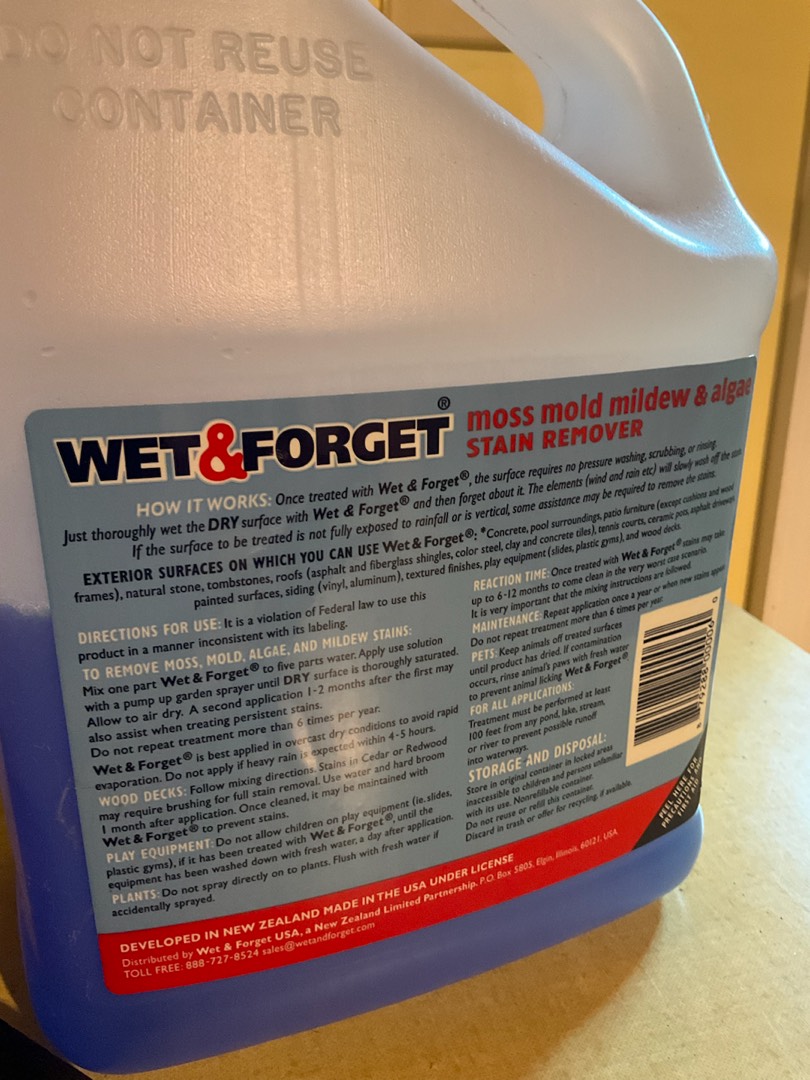 DO NOT REUSE
CONTAINER
WET&FORGET®
moss mold mildew & algae
STAIN REMOVER
HOW IT WORKS: Once treated with Wet & Forget®, the surface requires no pressure washing, scrubbing, or rinsing.
Just thoroughly wet the DRY surface with Wet & Forget® and then forget about it. The elements (wind and rain etc) will slowly wash off the
If the surface to be treated is not fully exposed to rainfall or is vertical, some assistance may be required to remove the stains.
EXTERIOR SURFACES ON WHICH YOU CAN USE Wet & Forget®: *Concrete, pool surroundings, patio furniture (except cushions and wood
frames), natural stone, tombstones, roofs (asphalt and fiberglass shingles, color steel, clay and concrete tiles), tennis courts, ceramic pots, asphalt driveways
painted surfaces, siding (vinyl, aluminum), textured finishes, play equipment (slides, plastic gyms), and wood decks.
DIRECTIONS FOR USE: It is a violation of Federal law to use this
product in a manner inconsistent with its labeling.
TO REMOVE MOSS, MOLD, ALGAE, AND MILDEW STAINS:
Mix one part Wet & Forget® to five parts water. Apply use solution
with a pump up garden sprayer until DRY surface is thoroughly saturated.
Allow to air dry. A second application 1-2 months after the first may
also assist when treating persistent stains.
Do not repeat treatment more than 6 times per year.
Wet & Forget® is best applied in overcast dry conditions to avoid rapid
evaporation. Do not apply if heavy rain is expected within 4-5 hours.
WOOD DECKS: Follow mixing directions. Stains in Cedar or Redwood
may require brushing for full stain removal. Use water and hard broom
1 month after application. Once cleaned, it may be maintained with
Wet & Forget® to prevent stains.
PLAY EQUIPMENT: Do not allow children on play equipment (ie. slides,
plastic gyms), if it has been treated with Wet & Forget®, until the
equipment has been washed down with fresh water, a day after application.
PLANTS: Do not spray directly on to plants. Flush with fresh water if
accidentally sprayed.
REACTION TIME: Once treated with Wet & Forget® stains may take
up to 6-12 months to come clean in the very worst case scenario.
It is very important that the mixing instructions are followed.
MAINTENANCE: Repeat application once a year or when new stains appear
Do not repeat treatment more than 6 times per year.
PETS: Keep animals off treated surfaces
until product has dried. If contamination
occurs, rinse animal's paws with fresh water
to prevent animal licking Wet & Forget®
FOR ALL APPLICATIONS:
Treatment must be performed at least
100 feet from any pond, lake, stream,
or river to prevent possible runoff
into waterways.
STORAGE AND DISPOSAL:
Store in original container in locked areas
inaccessible to children and persons unfamiliar
with its use. Nonrefillable container.
Do not reuse or refill this container.
Discard in trash or offer for recycling, if available.
PEEL HERE FOR
PRECAUTIONS AND
FIRST AID
DEVELOPED IN NEW ZEALAND MADE IN THE USA UNDER LICENSE
Distributed by Wet & Forget USA, a New Zealand Limited Partnership, P.O. Box 5805, Elgin, Illinois, 60121, USA
TOLL FREE: 888-727-8524 sales@wetandforget.com